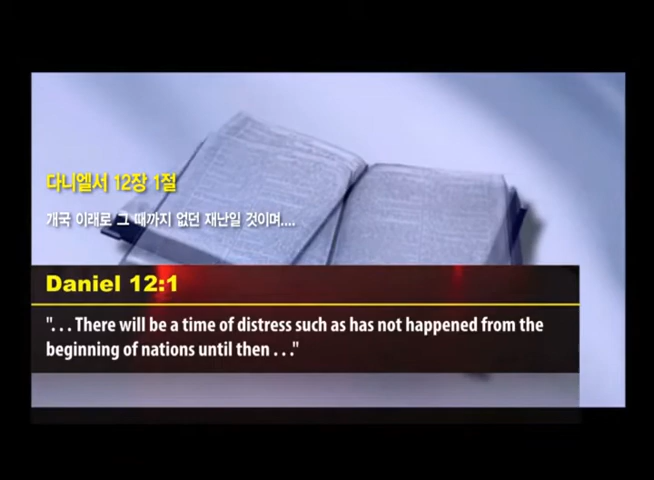 다니엘서 12장 1절
개국 이래로 그 때까지 없던 재난일 것이며....
Daniel 12:1
". . . There will be a time of distress such as has not happened from the
beginning of nations until then . . ."